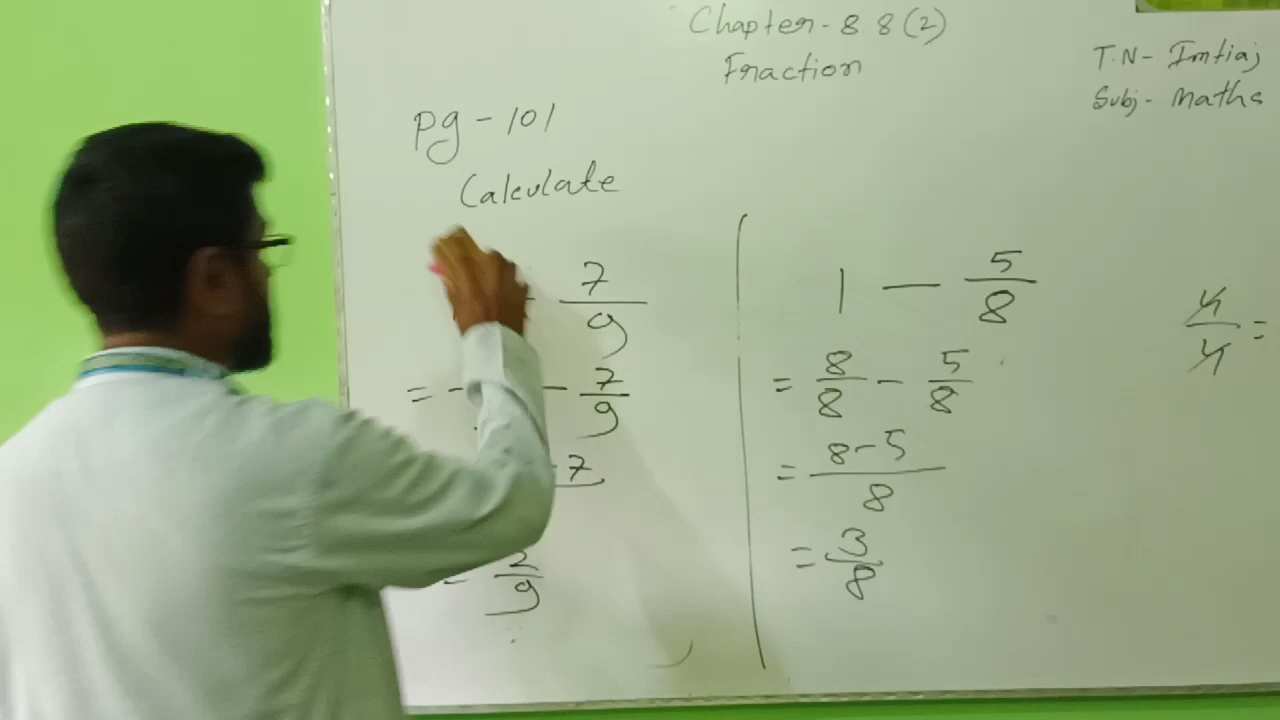 Chapter - 8 8(2)
Fraction
T.N - Imtiaj
Subj - Maths
pg - 101
Calculate
- 7/9
= - 7/9
- 7
= 2/9
1 - 5/8
= 8/8 - 5/8
= 8-5/8
= 3/8
4/4 =